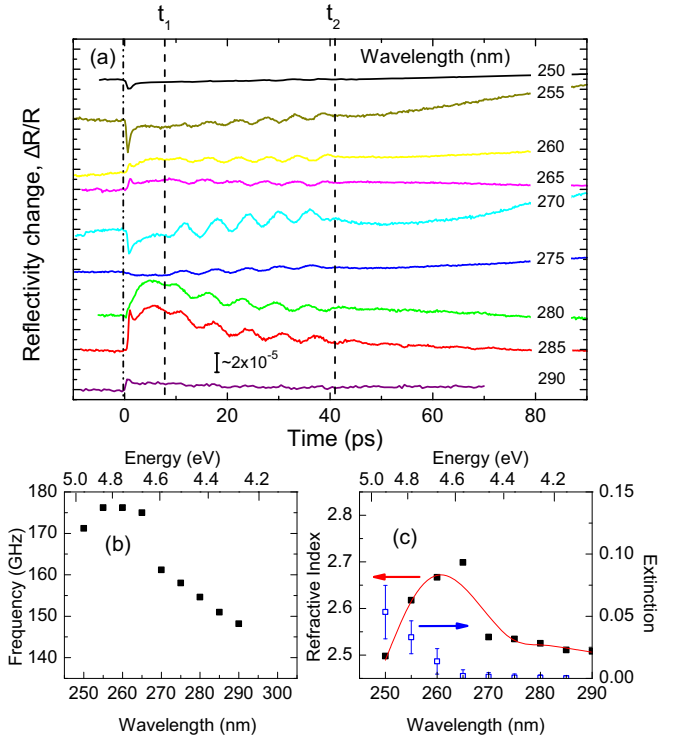 t1 t2
(a) Wavelength (nm)
250
255
260
265
270
275
280
285
290
Reflectivity change, ΔR/R
~2x10-5
0 20 40 60 80
Time (ps)
Energy (eV) Energy (eV)
5.0 4.8 4.6 4.4 4.2 5.0 4.8 4.6 4.4 4.2
180
170
160
150
140
Frequency (GHz)
(b)
250 260 270 280 290 300
Wavelength (nm)
2.8
2.7
2.6
2.5
Refractive Index
(c)
0.15
0.10
0.05
0.00
Extinction
250 260 270 280 290
Wavelength (nm)